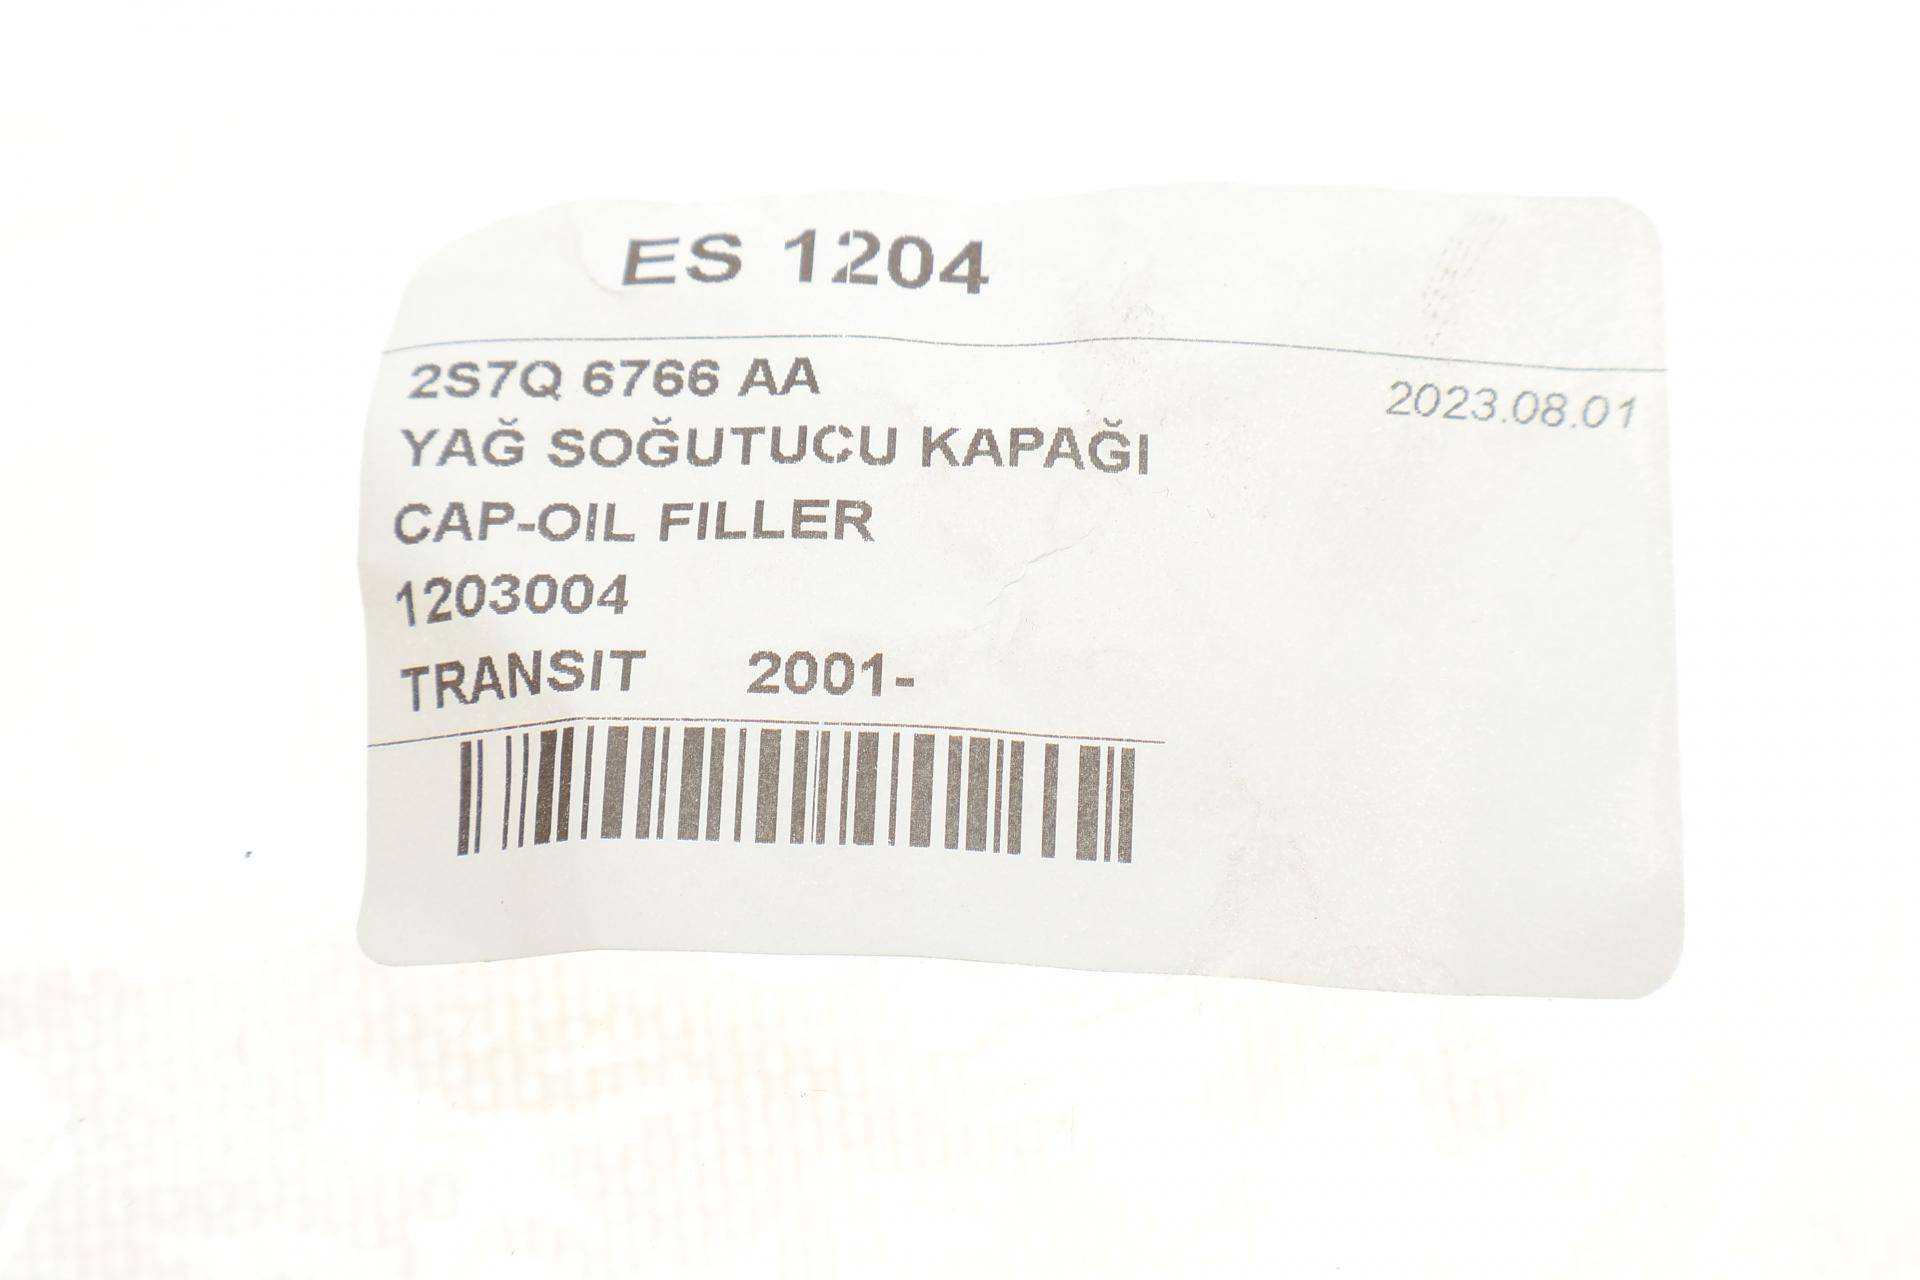 ES 1204
2S7Q 6766 AA
2023.08.01
YAĞ SOĞUTUCU KAPAĞI
CAP-OIL FILLER
1203004
TRANSIT 2001-